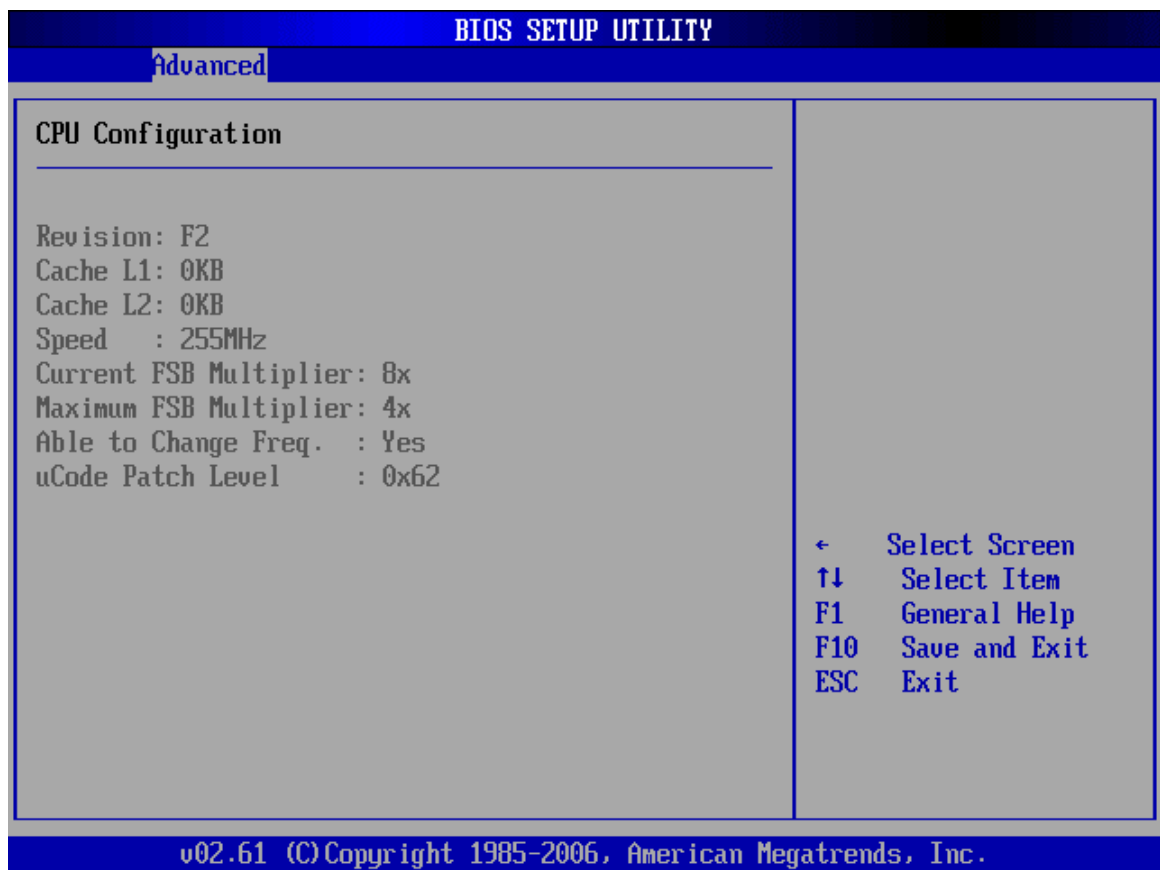 BIOS SETUP UTILITY
Advanced
CPU Configuration
Revision: F2
Cache L1: 0KB
Cache L2: 0KB
Speed   : 255MHz
Current FSB Multiplier: 8x
Maximum FSB Multiplier: 4x
Able to Change Freq.  : Yes
uCode Patch Level     : 0x62
←    Select Screen
↑↓    Select Item
F1    General Help
F10   Save and Exit
ESC   Exit
v02.61 (C)Copyright 1985-2006, American Megatrends, Inc.